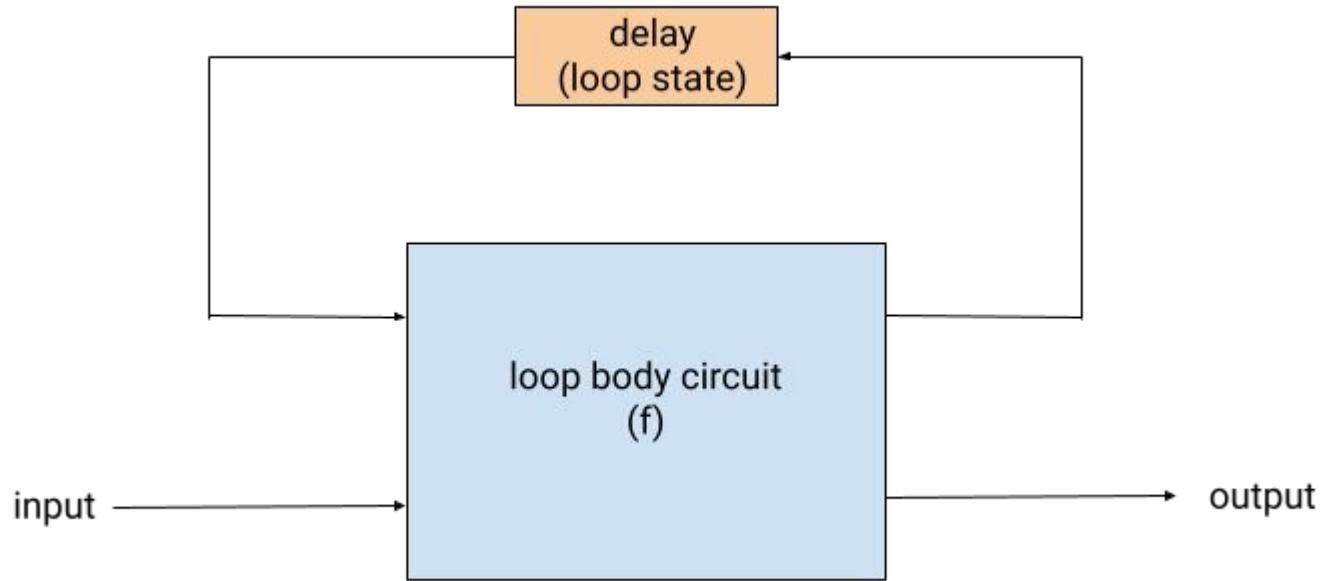 delay
(loop state)
loop body circuit
(f)
input
output